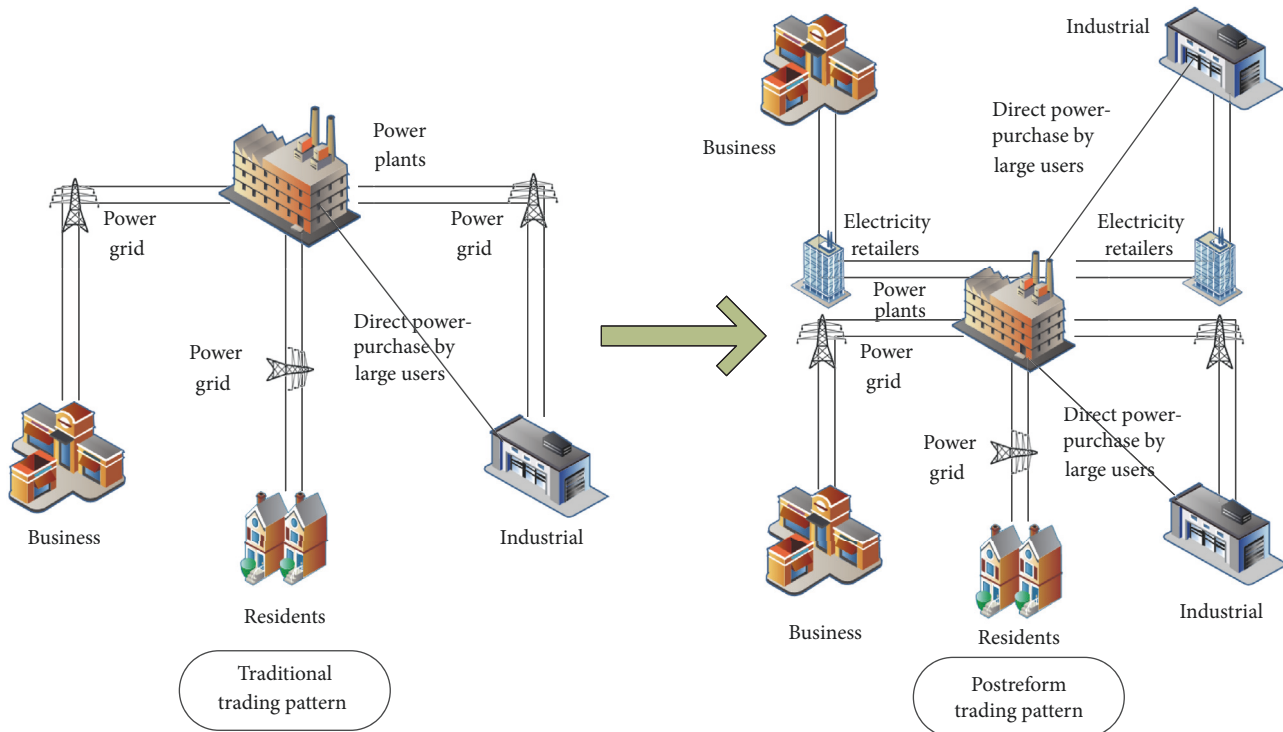 Power
plants
Power
grid
Power
grid
Direct power-
purchase by
large users
Power
grid
Business
Industrial
Residents
Traditional
trading pattern
Industrial
Direct power-
purchase by
large users
Business
Electricity
retailers
Electricity
retailers
Power
plants
Power
grid
Direct power-
purchase by
large users
Power
grid
Industrial
Business
Residents
Postreform
trading pattern